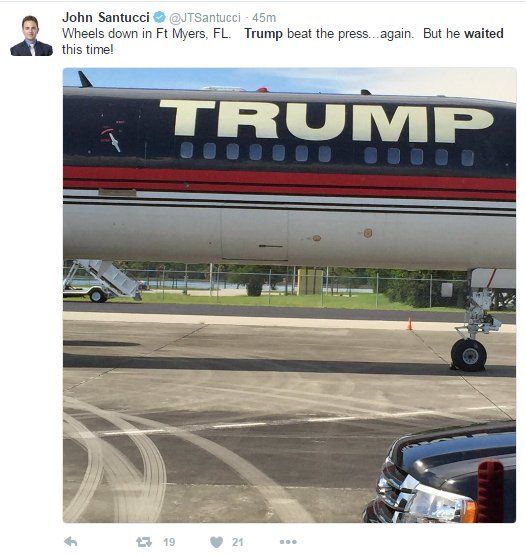 John Santucci @JTSantucci · 45m
Wheels down in Ft Myers, FL. Trump beat the press...again. But he waited
this time!
TRUMP
19 21